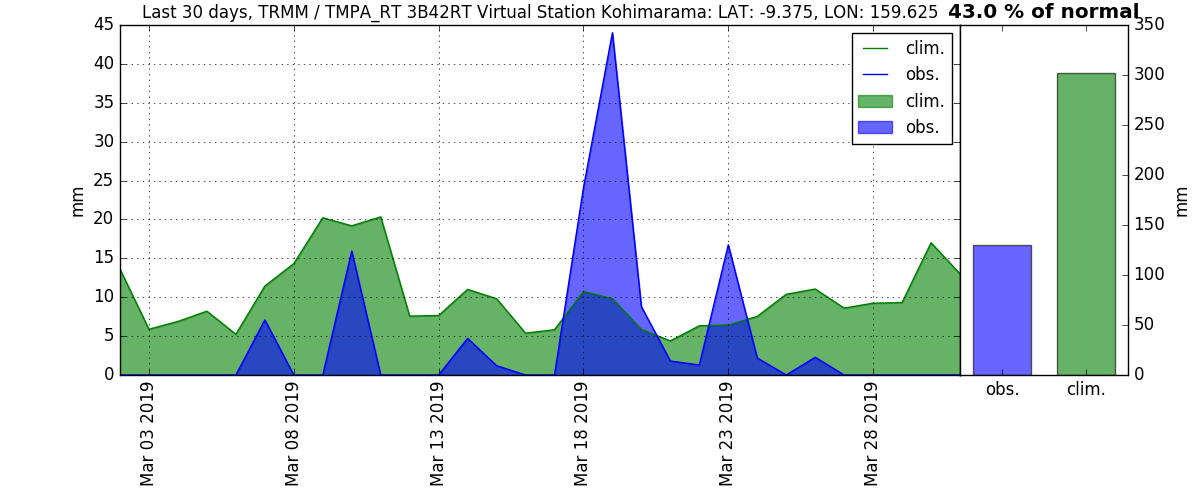 Last 30 days, TRMM / TMPA_RT 3B42RT Virtual Station Kohimarama: LAT: -9.375, LON: 159.625
43.0 % of normal
45
40
35
30
25
20
15
10
5
0
mm
clim.
obs.
clim.
obs.
Mar 03 2019
Mar 08 2019
Mar 13 2019
Mar 18 2019
Mar 23 2019
Mar 28 2019
350
300
250
200
150
100
50
0
mm
obs.
clim.